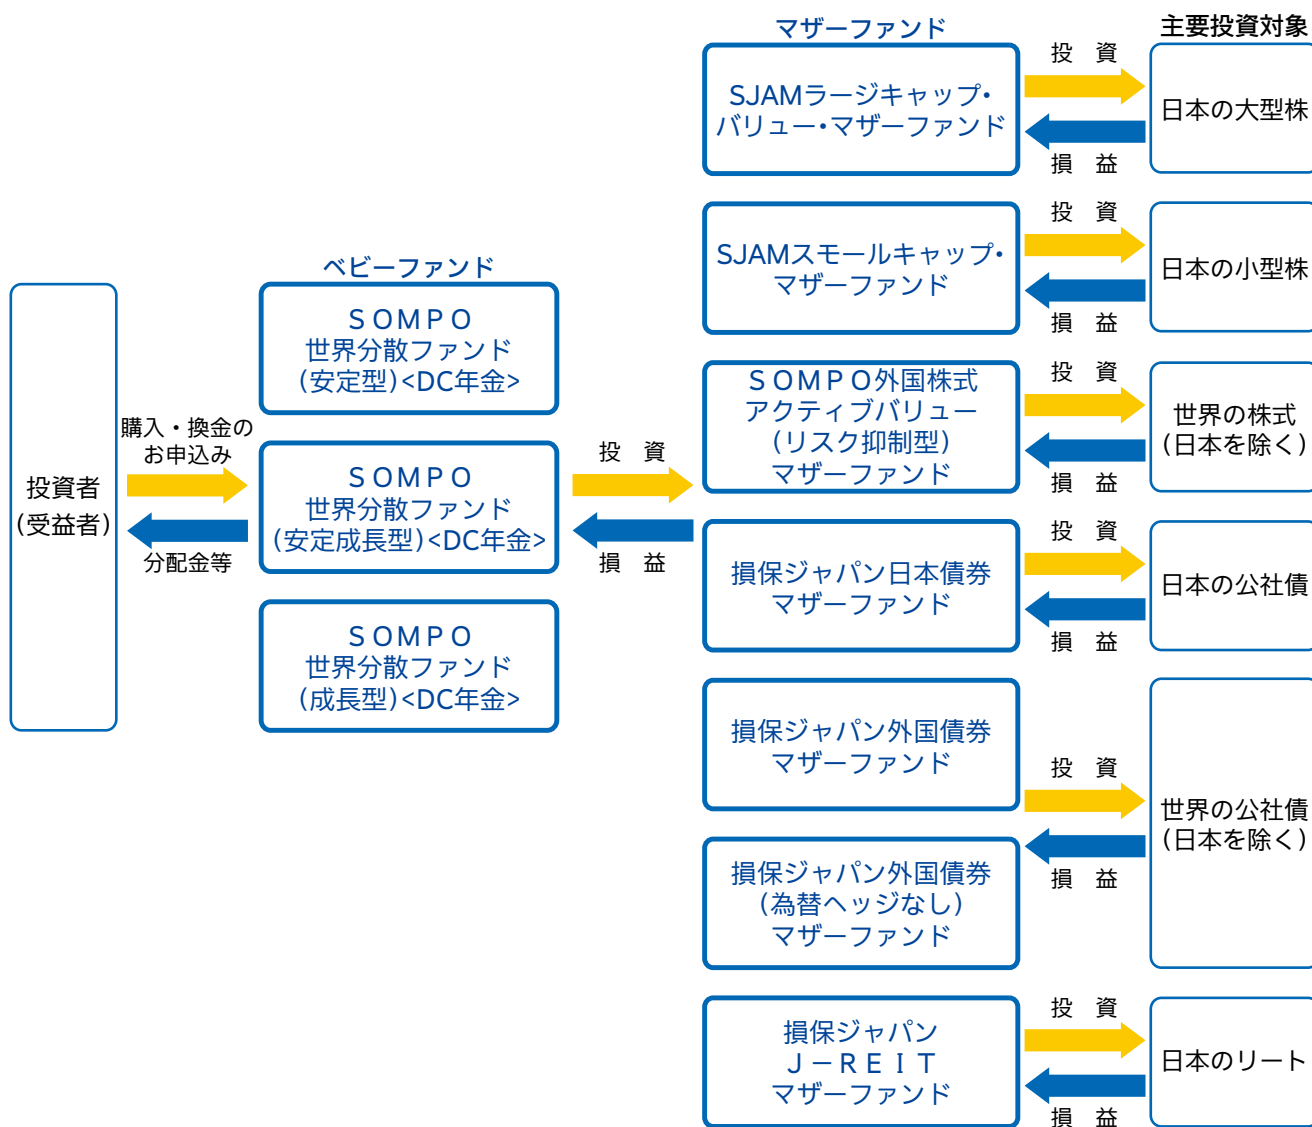 投資者
(受益者)
購入・換金の
お申込み
分配金等
ベビーファンド
ＳＯＭＰＯ
世界分散ファンド
(安定型)<DC年金>
ＳＯＭＰＯ
世界分散ファンド
(安定成長型)<DC年金>
ＳＯＭＰＯ
世界分散ファンド
(成長型)<DC年金>
投　資
損　益
マザーファンド
SJAMラージキャップ・
バリュー・マザーファンド
SJAMスモールキャップ・
マザーファンド
ＳＯＭＰＯ外国株式
アクティブバリュー
(リスク抑制型)
マザーファンド
損保ジャパン日本債券
マザーファンド
損保ジャパン外国債券
マザーファンド
損保ジャパン外国債券
(為替ヘッジなし)
マザーファンド
損保ジャパン
Ｊ－ＲＥＩＴ
マザーファンド
投　資
損　益
投　資
損　益
投　資
損　益
投　資
損　益
投　資
損　益
投　資
損　益
主要投資対象
日本の大型株
日本の小型株
世界の株式
(日本を除く)
日本の公社債
世界の公社債
(日本を除く)
日本のリート